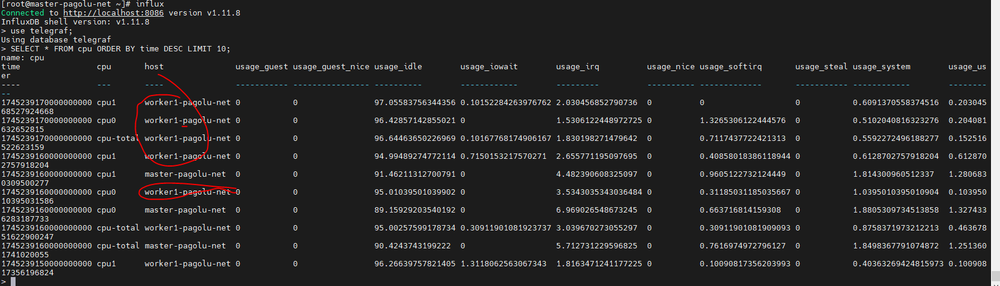 [root@master-pagolu-net ~]# influx
Connected to http://localhost:8086 version v1.11.8
InfluxDB shell version: v1.11.8
> use telegraf;
Using database telegraf
> SELECT * FROM cpu ORDER BY time DESC LIMIT 10;
name: cpu
time cpu host usage_guest usage_guest_nice usage_idle usage_iowait usage_irq usage_nice usage_softirq usage_steal usage_system usage_us
er
---- --- ---- ----------- ---------------- ---------- ------------ --------- ---------- ------------- ----------- ------------ --------
--
1745239170000000000 cpu1 worker1-pagolu-net 0 0 97.05583756344356 0.10152284263976762 2.030456852790736 0 0 0 0.6091370558374516 0.203045
68527924668
1745239170000000000 cpu0 worker1-pagolu-net 0 0 96.42857142855021 0 1.5306122448972725 0 1.3265306122444576 0 0.5102040816323276 0.204081
632652815
1745239170000000000 cpu-total worker1-pagolu-net 0 0 96.64463650226969 0.10167768174906167 1.830198271479642 0 0.7117437722421313 0 0.5592272496188277 0.152516
522623159
1745239160000000000 cpu1 worker1-pagolu-net 0 0 94.99489274772114 0.7150153217570271 2.655771195097695 0 0.40858018386118944 0 0.6128702757918204 0.612870
2757918204
1745239160000000000 cpu1 master-pagolu-net 0 0 91.46211312700791 0 4.482390608325097 0 0.9605122732124449 0 1.814300960512337 1.280683
0309500277
1745239160000000000 cpu0 worker1-pagolu-net 0 0 95.01039501039902 0 3.5343035343036484 0 0.31185031185035667 0 1.0395010395010904 0.103950
10395031586
1745239160000000000 cpu0 master-pagolu-net 0 0 89.15929203540192 0 6.969026548673245 0 0.663716814159308 0 1.8805309734513858 1.327433
6283187733
1745239160000000000 cpu-total worker1-pagolu-net 0 0 95.00257599178734 0.30911901081923737 3.039670273055297 0 0.30911901081909093 0 0.8758371973212213 0.463678
51622900247
1745239160000000000 cpu-total master-pagolu-net 0 0 90.4243743199222 0 5.712731229596825 0 0.7616974972796127 0 1.8498367791074872 1.251360
1741020055
1745239150000000000 cpu1 worker1-pagolu-net 0 0 96.26639757821405 1.3118062563067343 1.8163471241177225 0 0.10090817356203993 0 0.40363269424815973 0.100908
17356196824
>